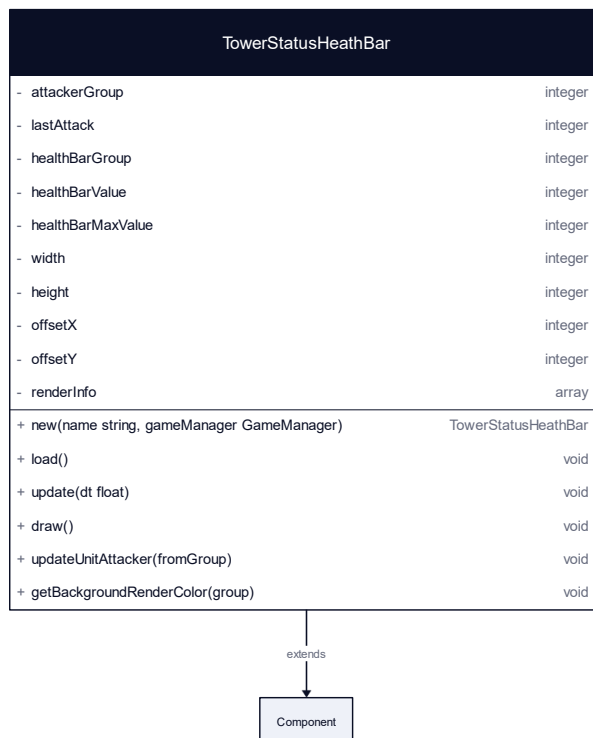 TowerStatusHeathBar
- attackerGroup integer
- lastAttack integer
- healthBarGroup integer
- healthBarValue integer
- healthBarMaxValue integer
- width integer
- height integer
- offsetX integer
- offsetY integer
- renderInfo array
+ new(name string, gameManager GameManager) TowerStatusHeathBar
+ load() void
+ update(dt float) void
+ draw() void
+ updateUnitAttacker(fromGroup) void
+ getBackgroundRenderColor(group) void
extends
Component